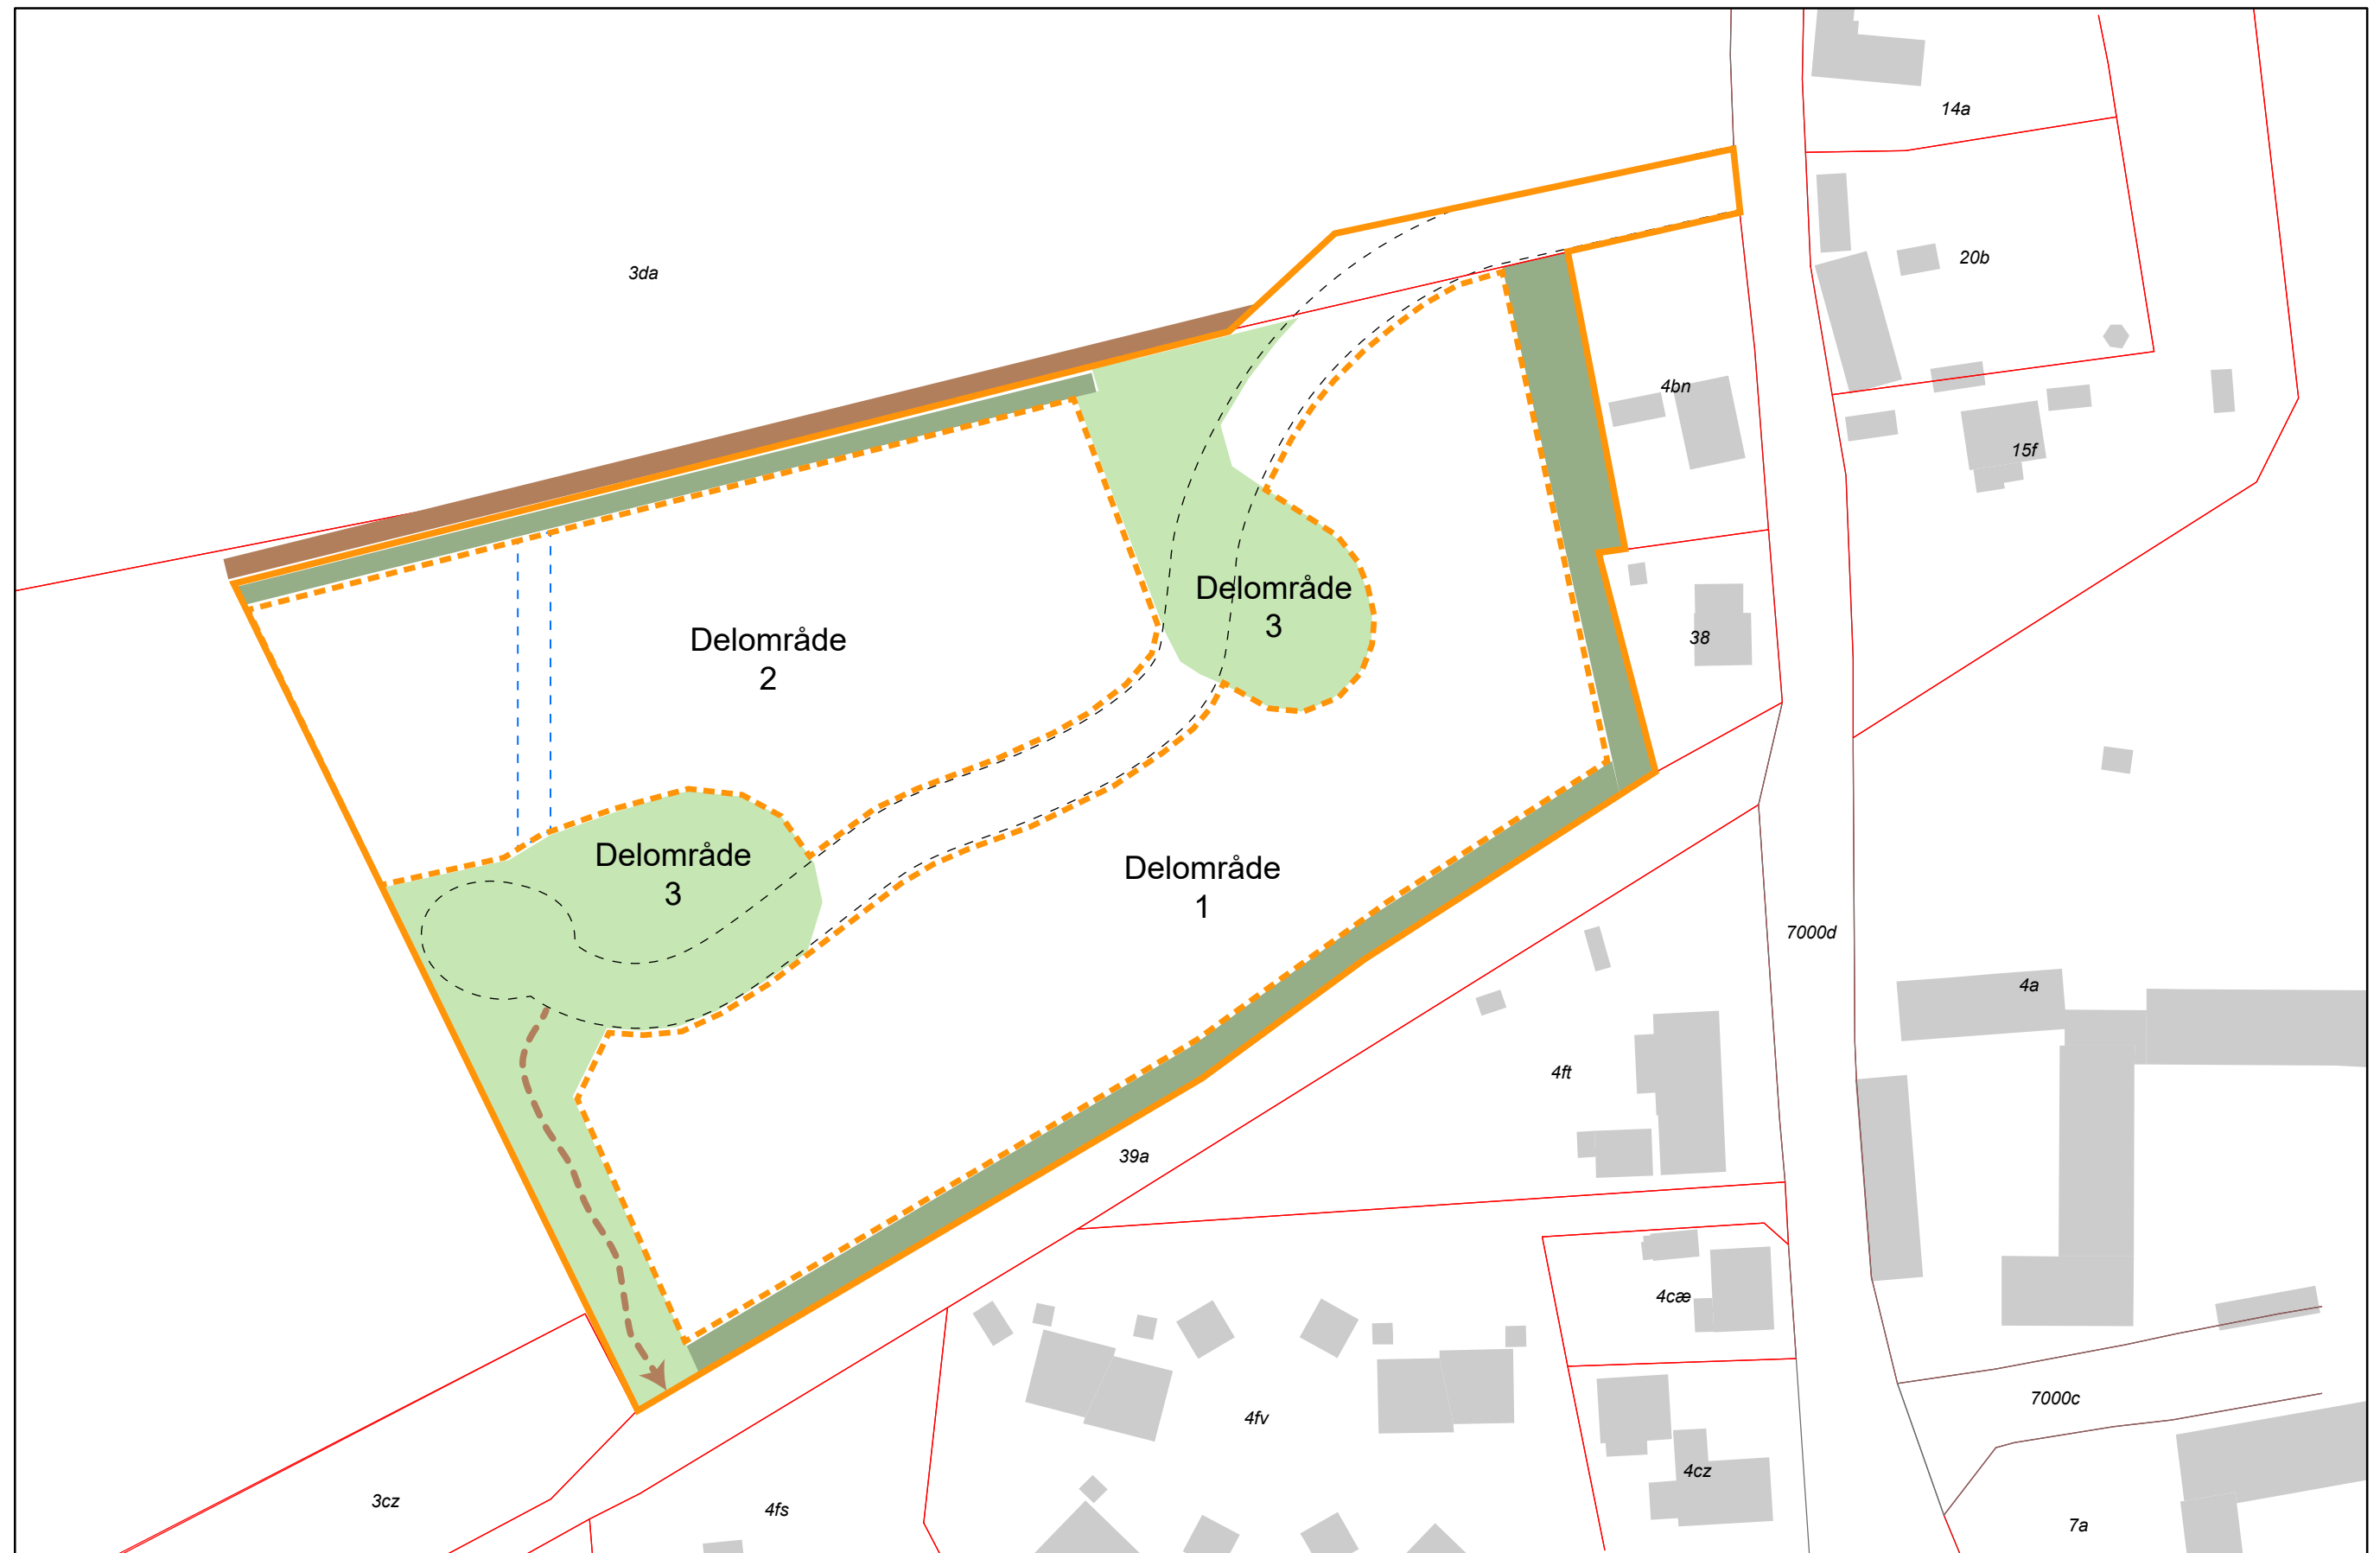 14a
20b
3da
4bn
15f
Delområde
3
38
Delområde
2
Delområde
3
Delområde
1
7000d
4a
4ft
39a
4cæ
7000c
4fv
4cz
3cz
4fs
7a